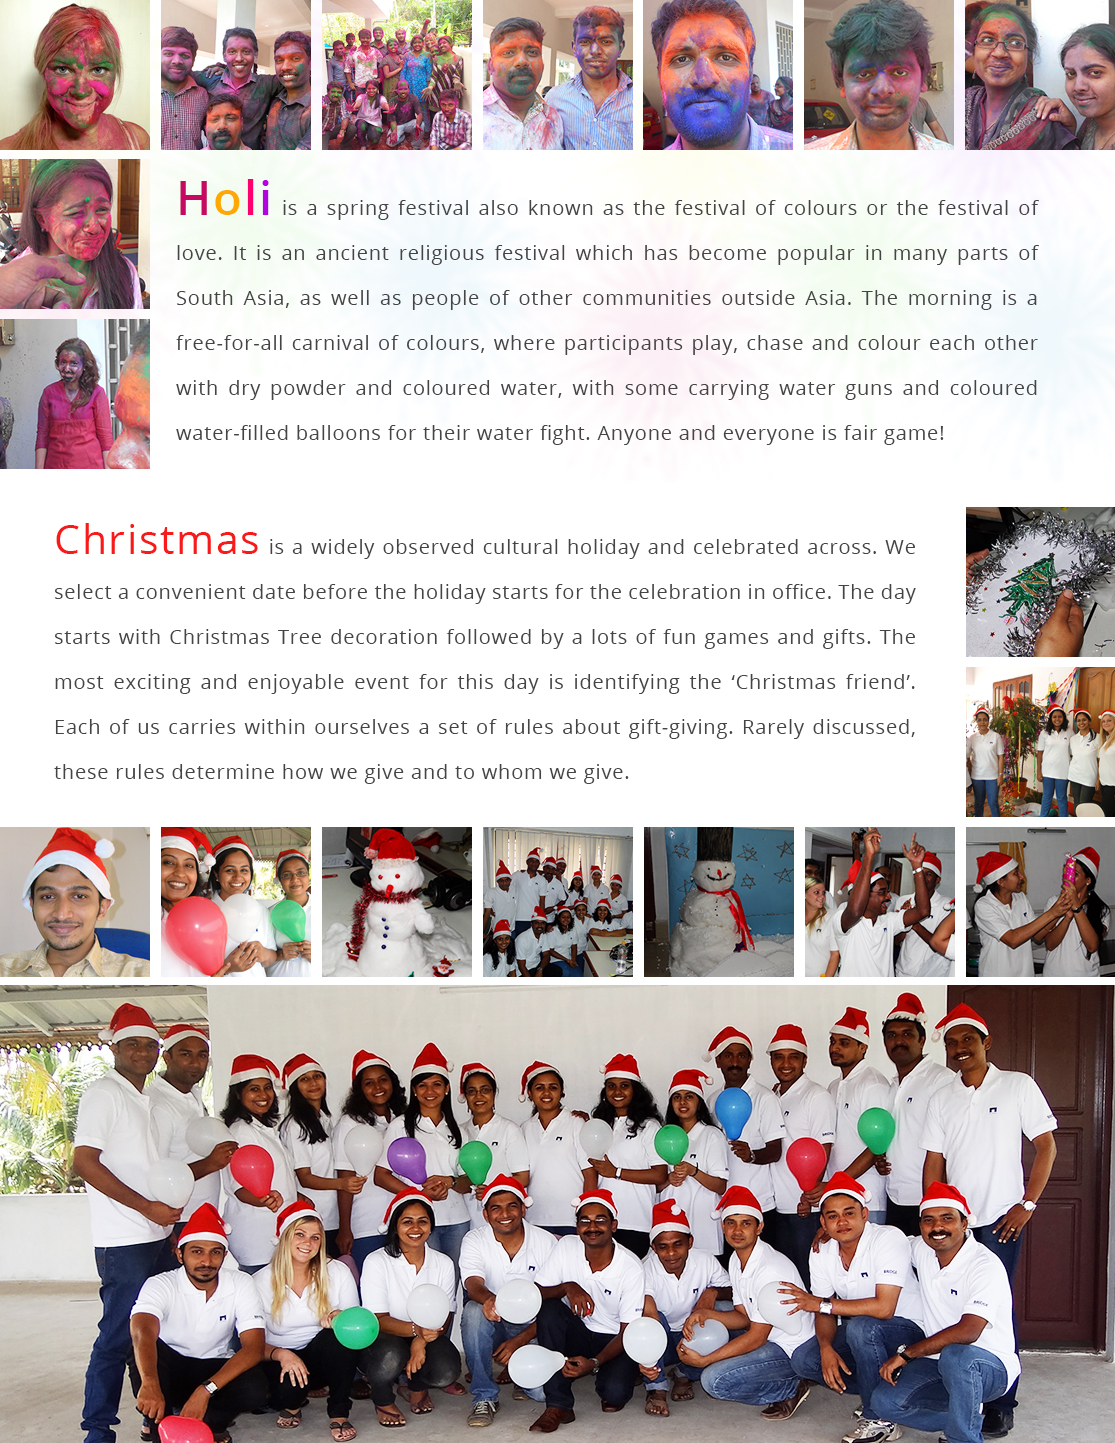 Holi is a spring festival also known as the festival of colours or the festival of
love. It is an ancient religious festival which has become popular in many parts of
South Asia, as well as people of other communities outside Asia. The morning is a
free-for-all carnival of colours, where participants play, chase and colour each other
with dry powder and coloured water, with some carrying water guns and coloured
water-filled balloons for their water fight. Anyone and everyone is fair game!
Christmas is a widely observed cultural holiday and celebrated across. We
select a convenient date before the holiday starts for the celebration in office. The day
starts with Christmas Tree decoration followed by a lots of fun games and gifts. The
most exciting and enjoyable event for this day is identifying the ‘Christmas friend’.
Each of us carries within ourselves a set of rules about gift-giving. Rarely discussed,
these rules determine how we give and to whom we give.